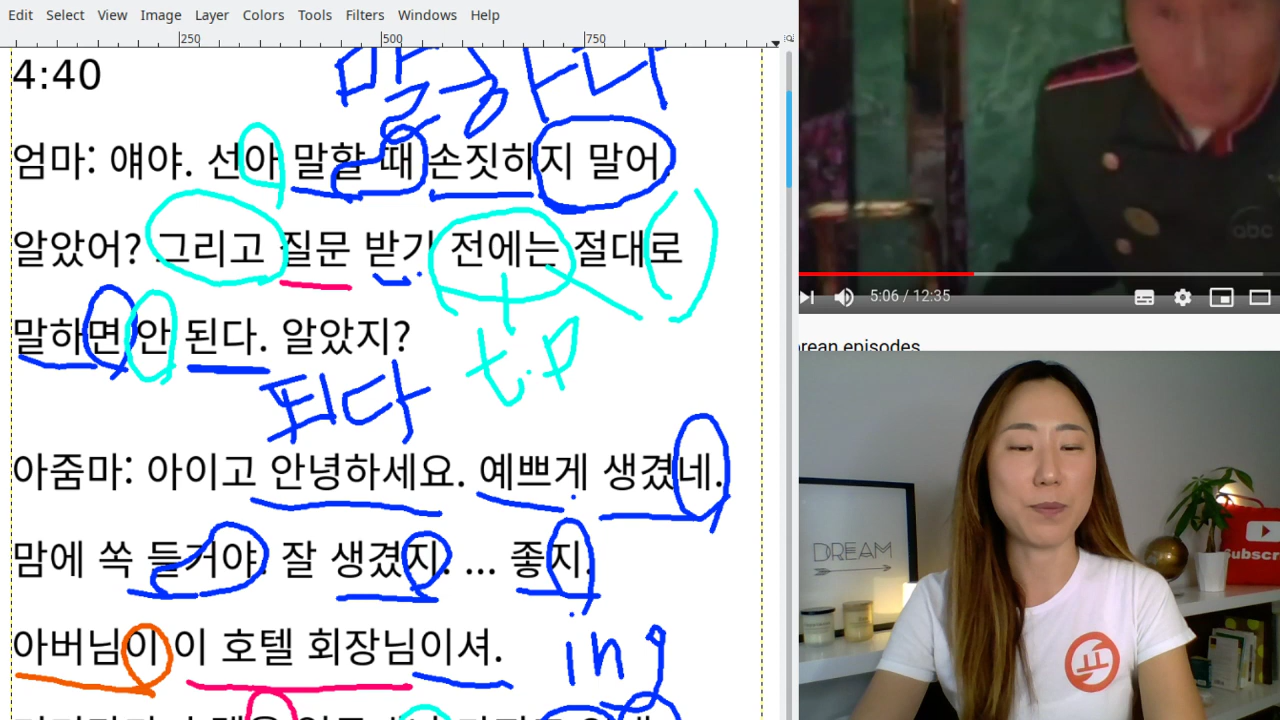 Edit Select View Image Layer Colors Tools Filters Windows Help
250 500 750
4:40
엄마: 얘야. 선아 말할 때 손짓하지 말어.
알았어? 그리고 질문 받기 전에는 절대로
t.p
말하면 안 된다. 알았지?
되다
아줌마: 아이고 안녕하세요. 예쁘게 생겼네.
맘에 쏙 들거야. 잘 생겼지. ... 좋지.
아버님이 이 호텔 회장님이셔.
ing
abc
5:06 / 12:35
rean episodes
DREAM
Subscr